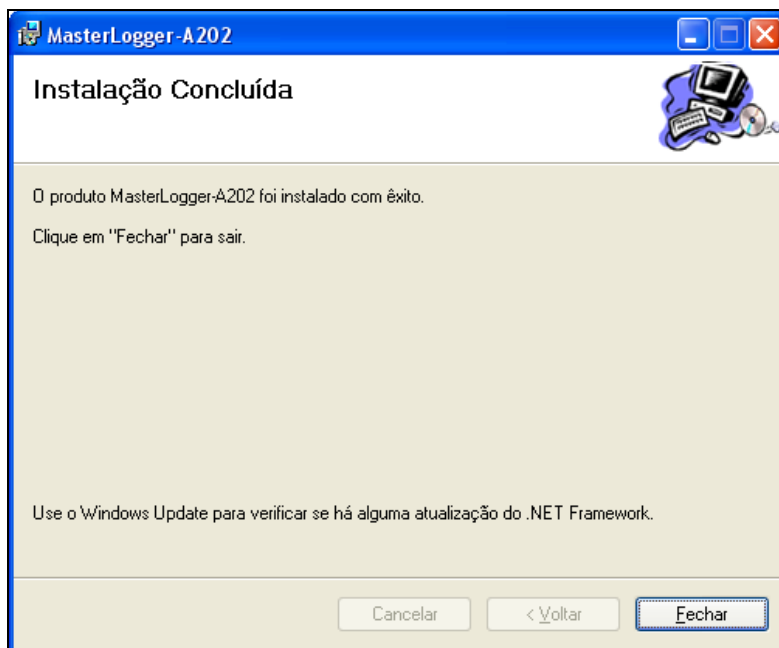 MasterLogger-A202
Instalação Concluída
O produto MasterLogger-A202 foi instalado com êxito.
Clique em "Fechar" para sair.
Use o Windows Update para verificar se há alguma atualização do .NET Framework.
Cancelar
< Voltar
Fechar